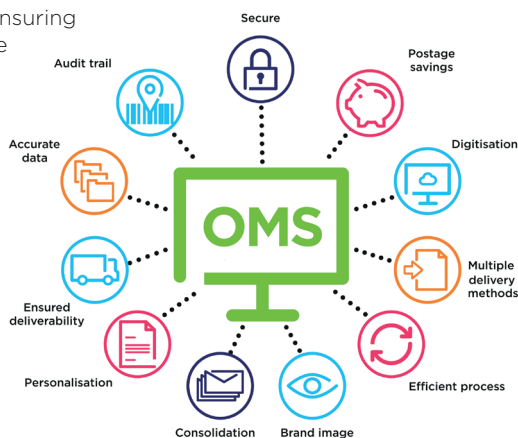 nsuring
e
Secure
Postage
savings
Digitisation
Multiple
delivery
methods
Efficient process
Brand image
Consolidation
Personalisation
Ensured
deliverability
Accurate
data
Audit trail
OMS